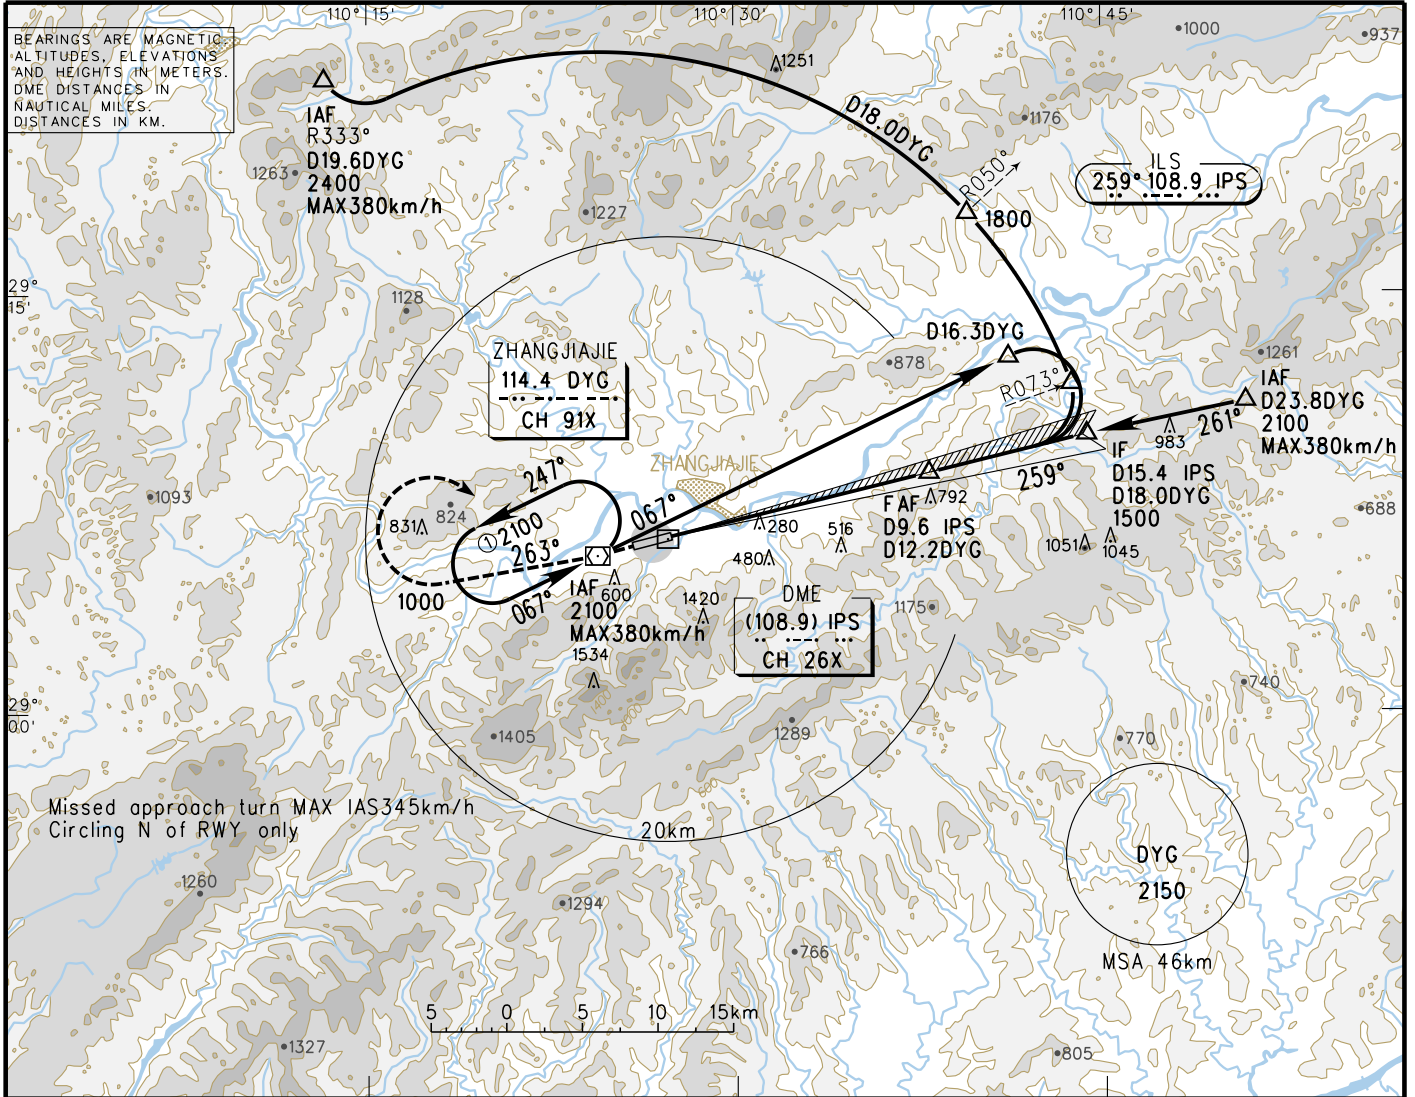 110° 15'
110° 30'
110° 45'
BEARINGS ARE MAGNETIC
ALTITUDES, ELEVATIONS
AND HEIGHTS IN METERS.
DME DISTANCES IN
NAUTICAL MILES.
DISTANCES IN KM.
1000
937
1251
IAF
R333°
D19.6DYG
2400
MAX380km/h
1263
D18.0DYG
1176
R050°
1800
ILS
259° 108.9 IPS
1227
29°
15'
1128
D16.3DYG
878
R073°
1261
IAF
D23.8DYG
2100
MAX380km/h
261°
983
ZHANGJIAJIE
114.4 DYG
CH 91X
ZHANGJIAJIE
247°
067°
259°
IF
D15.4 IPS
D18.0DYG
1500
1093
831
824
① 2100
263°
FAF
D9.6 IPS
D12.2DYG
792
688
280
516
480
1051
1045
1000
067°
IAF
2100
MAX380km/h
600
1420
1534
DME
(108.9) IPS
CH 26X
1175
740
29°
00'
1405
1289
770
Missed approach turn MAX IAS345km/h
Circling N of RWY only
20km
DYG
2150
MSA 46km
1260
1294
766
5 0 5 10 15km
1327
805